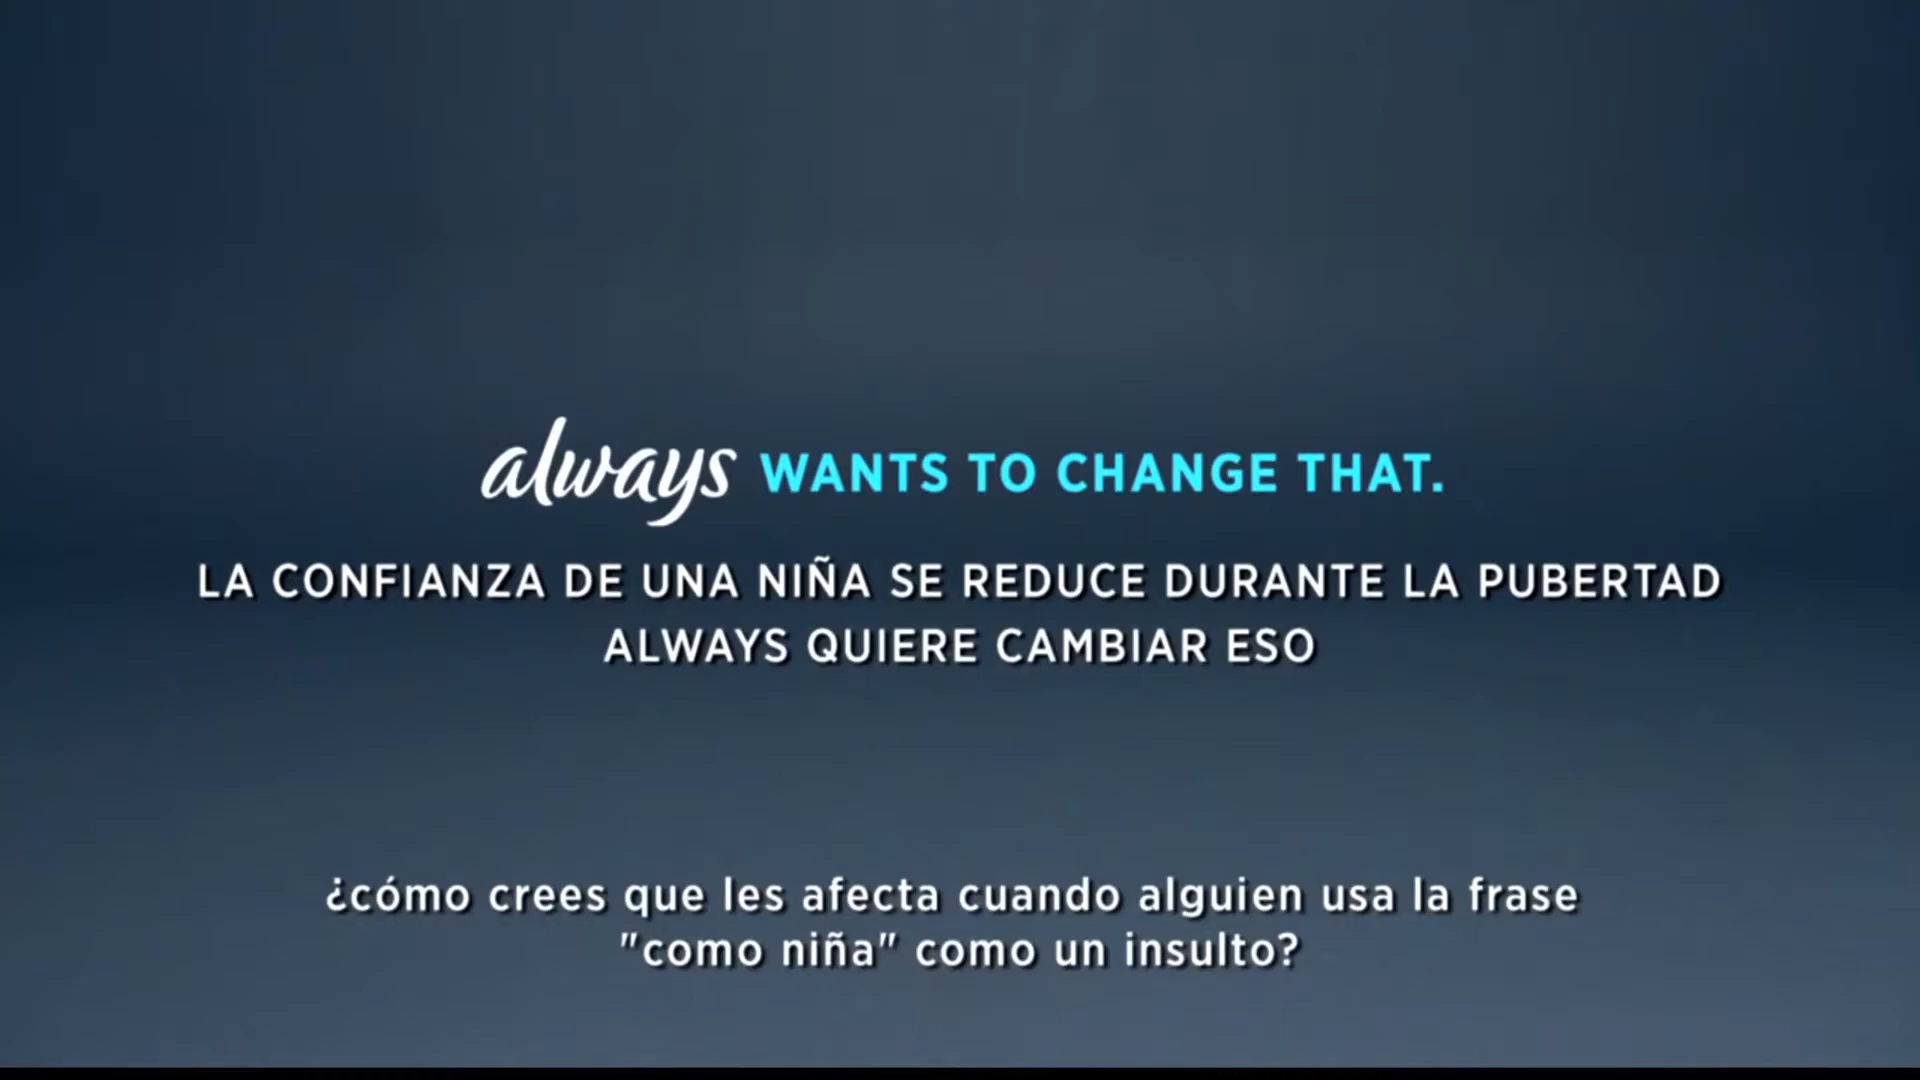 always WANTS TO CHANGE THAT.
LA CONFIANZA DE UNA NIÑA SE REDUCE DURANTE LA PUBERTAD
ALWAYS QUIERE CAMBIAR ESO
¿cómo crees que les afecta cuando alguien usa la frase
"como niña" como un insulto?